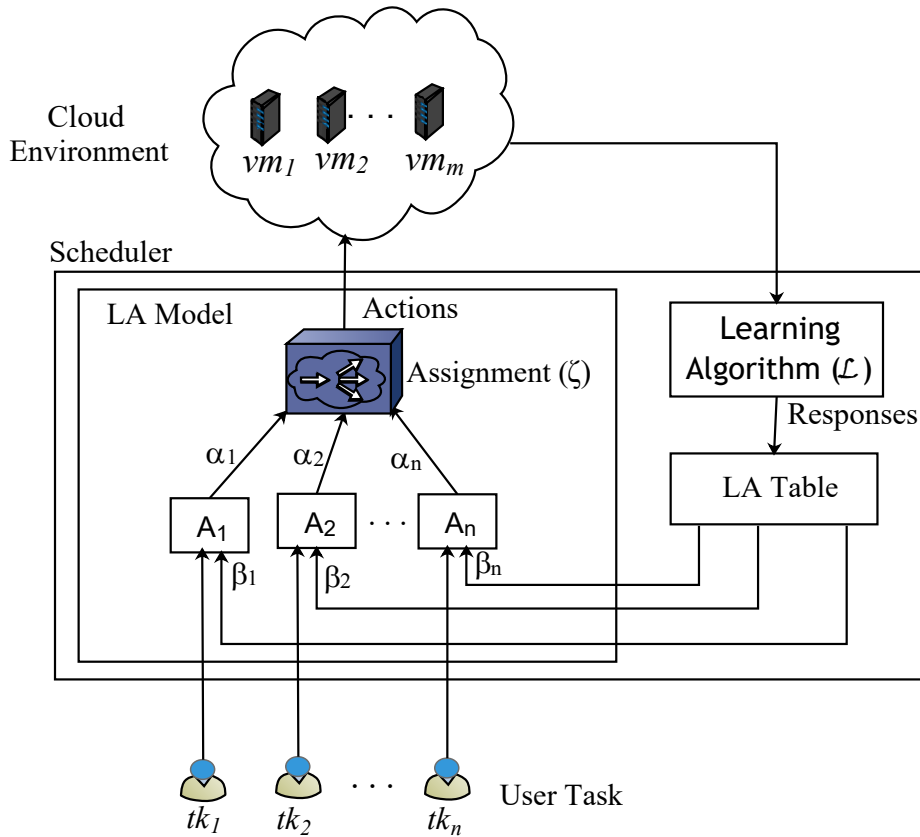 Cloud
Environment
vm1 vm2 . . . vmm
Scheduler
LA Model
Actions
Assignment (ζ)
Learning
Algorithm (ℒ)
Responses
LA Table
α1 α2 αn
A1 A2 . . . An
β1 β2 βn
tk1 tk2 . . . tkn
User Task